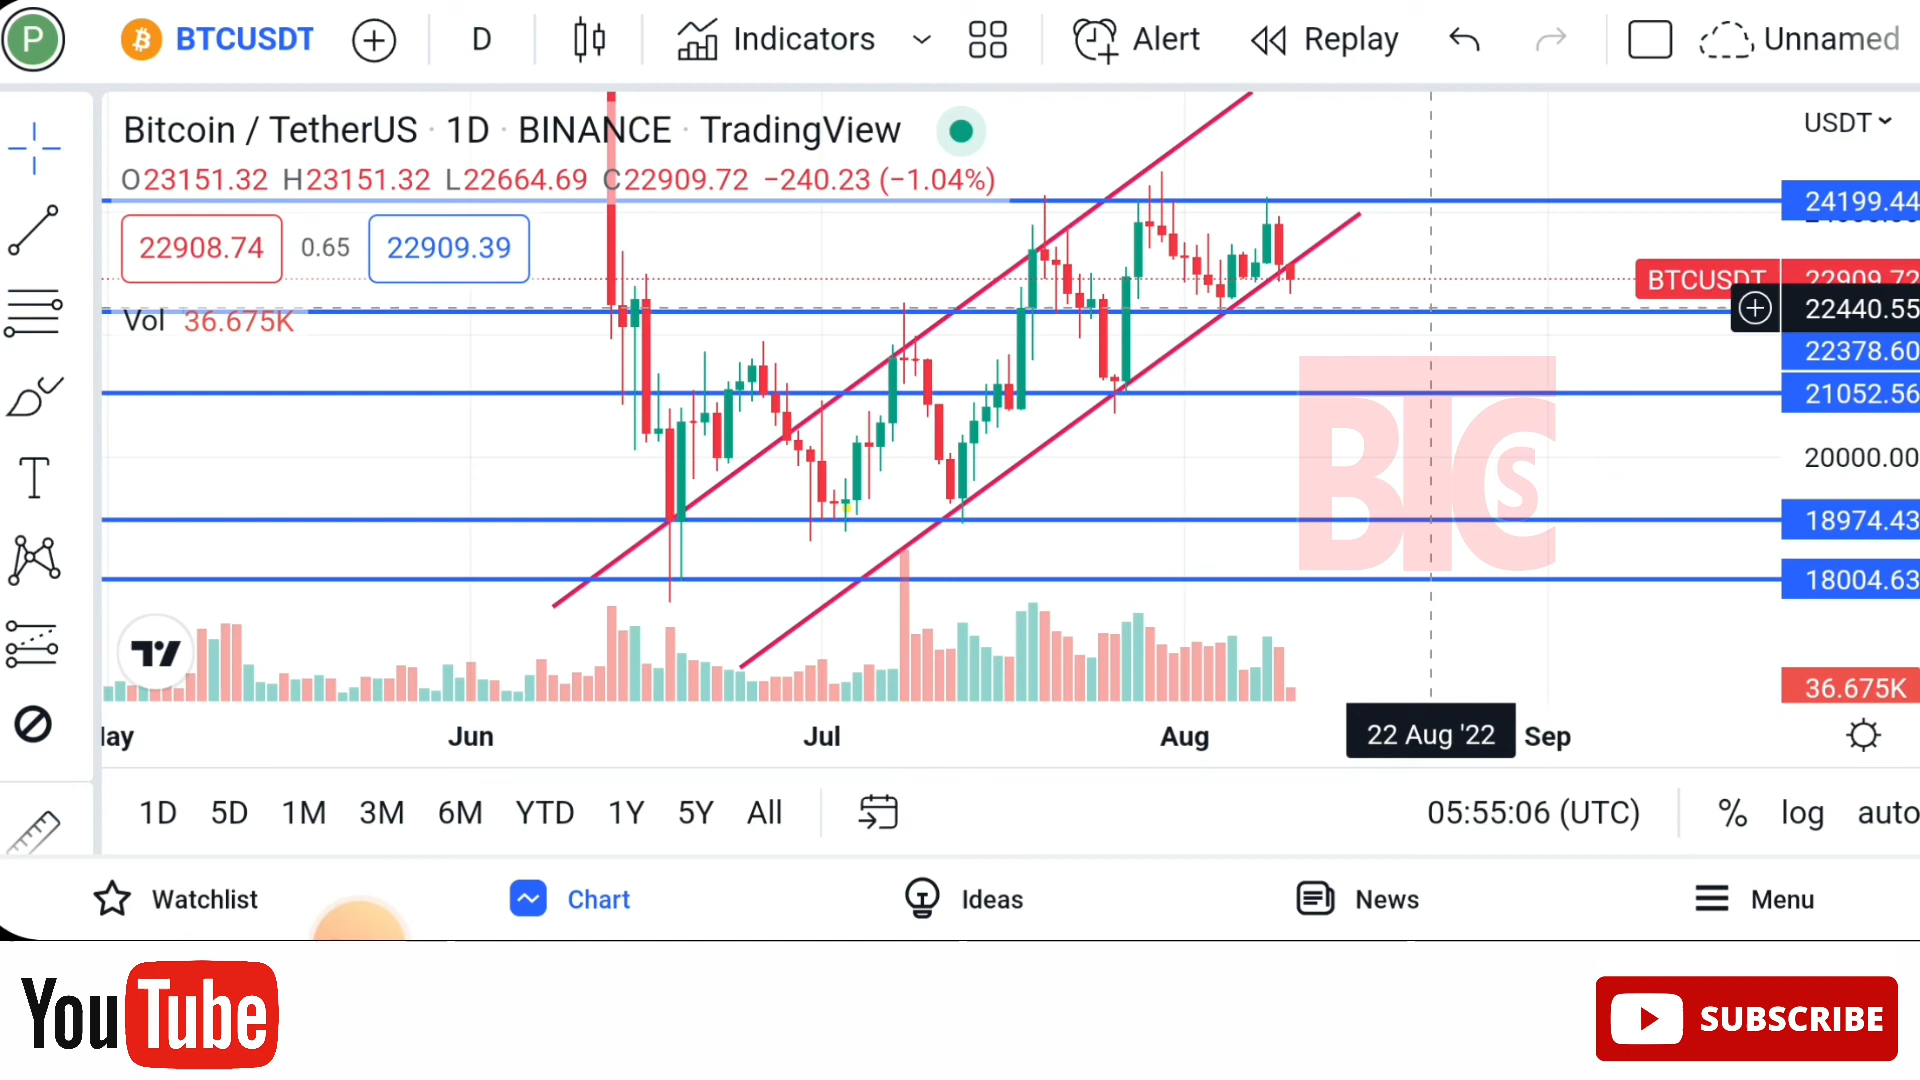 P BTCUSDT D Indicators Alert Replay Unnamed
Bitcoin / TetherUS · 1D · BINANCE · TradingView
USDT
O23151.32 H23151.32 L22664.69 C22909.72 −240.23 (−1.04%)
24199.44
22908.74 0.65 22909.39
BTCUSDT 22909.72
22440.55
Vol 36.675K
22378.60
21052.56
BTCs
20000.00
18974.43
18004.63
36.675K
Jun Jul Aug 22 Aug '22 Sep
1D 5D 1M 3M 6M YTD 1Y 5Y All 05:55:06 (UTC) % log auto
Watchlist Chart Ideas News Menu
YouTube SUBSCRIBE